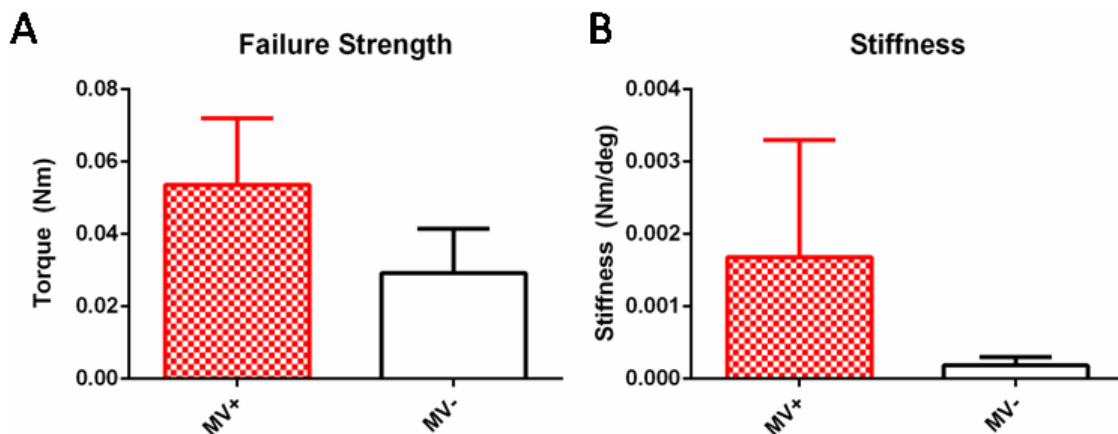 A
Failure Strength
Torque (Nm)
0.08
0.06
0.04
0.02
0.00
MV+
MV-
B
Stiffness
Stiffness (Nm/deg)
0.004
0.003
0.002
0.001
0.000
MV+
MV-